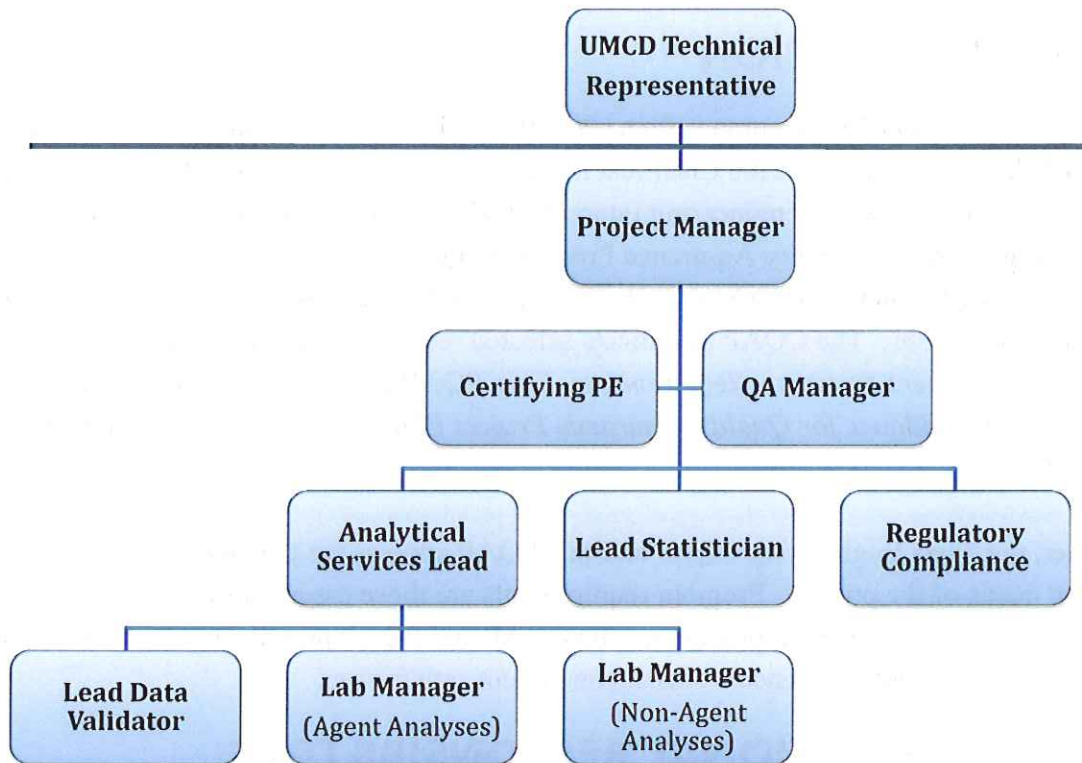 UMCD Technical
Representative
Project Manager
Certifying PE
QA Manager
Analytical
Services Lead
Lead Statistician
Regulatory
Compliance
Lead Data
Validator
Lab Manager
(Agent Analyses)
Lab Manager
(Non-Agent
Analyses)